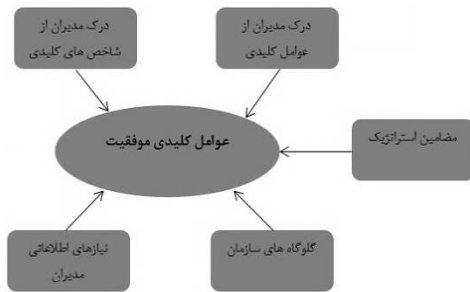 درک مدیران از
عوامل کلیدی
درک مدیران از
شاخص های کلیدی
عوامل کلیدی موفقیت
مضامین استراتژیک
گلوگاه های سازمان
نیازهای اطلاعاتی
مدیران